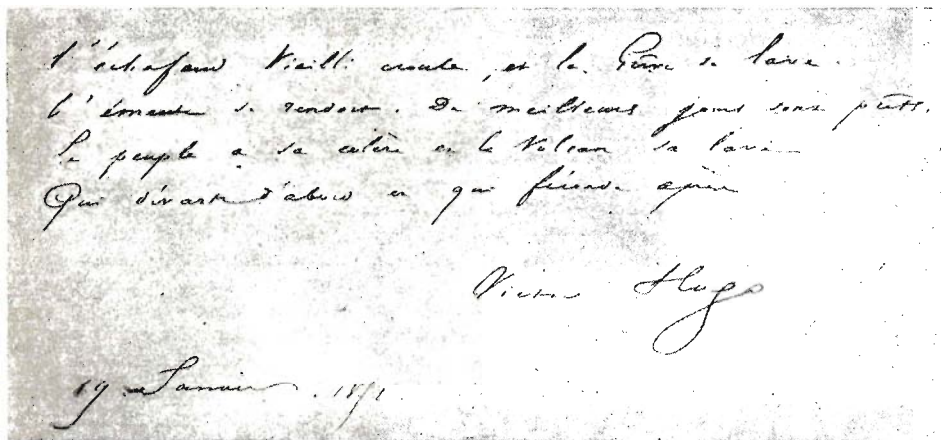 L'échafaud vieilli croule, et la Grève se lave.
L'émeute se rendort. De meilleurs jours sont prêts.
Le peuple a sa colère et le volcan sa lave
Qui dévaste d'abord et qui féconde après
Victor Hugo
19 Janvier 1851